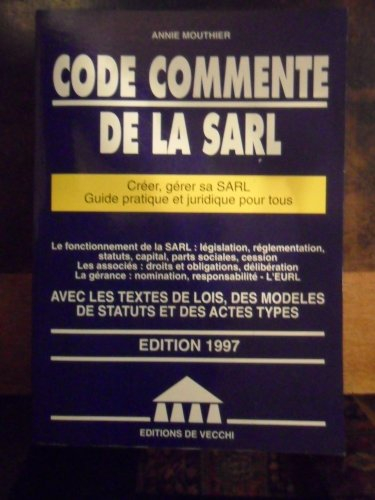 ANNIE MOUTHIER
CODE COMMENTE
DE LA SARL
Créer, gérer sa SARL
Guide pratique et juridique pour tous
Le fonctionnement de la SARL : législation, réglementation,
statuts, capital, parts sociales, cession
Les associés : droits et obligations, délibération
La gérance : nomination, responsabilité - L'EURL
AVEC LES TEXTES DE LOIS, DES MODELES
DE STATUTS ET DES ACTES TYPES
EDITION 1997
EDITIONS DE VECCHI